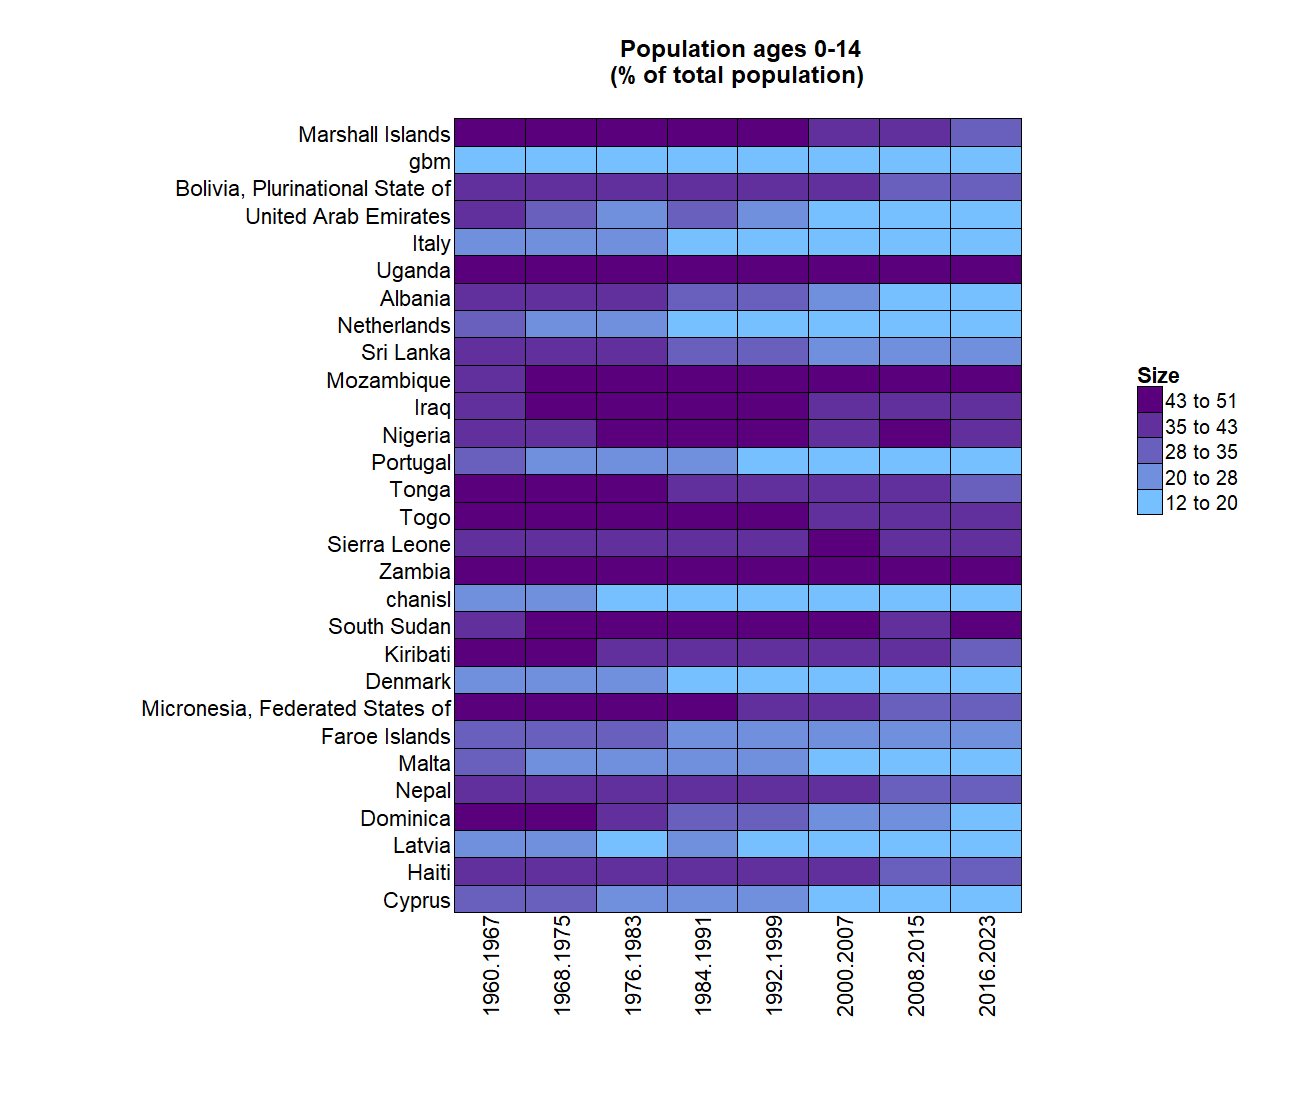 Population ages 0-14
(% of total population)
Marshall Islands
gbm
Bolivia, Plurinational State of
United Arab Emirates
Italy
Uganda
Albania
Netherlands
Sri Lanka
Mozambique
Iraq
Nigeria
Portugal
Tonga
Togo
Sierra Leone
Zambia
chanisl
South Sudan
Kiribati
Denmark
Micronesia, Federated States of
Faroe Islands
Malta
Nepal
Dominica
Latvia
Haiti
Cyprus
1960.1967
1968.1975
1976.1983
1984.1991
1992.1999
2000.2007
2008.2015
2016.2023
Size
43 to 51
35 to 43
28 to 35
20 to 28
12 to 20